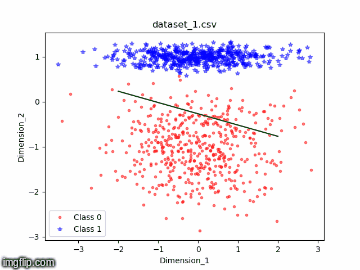 dataset_1.csv
Dimension_2
1
0
−1
−2
−3
Class 0
Class 1
−3 −2 −1 0 1 2 3
Dimension_1
imgflip.com